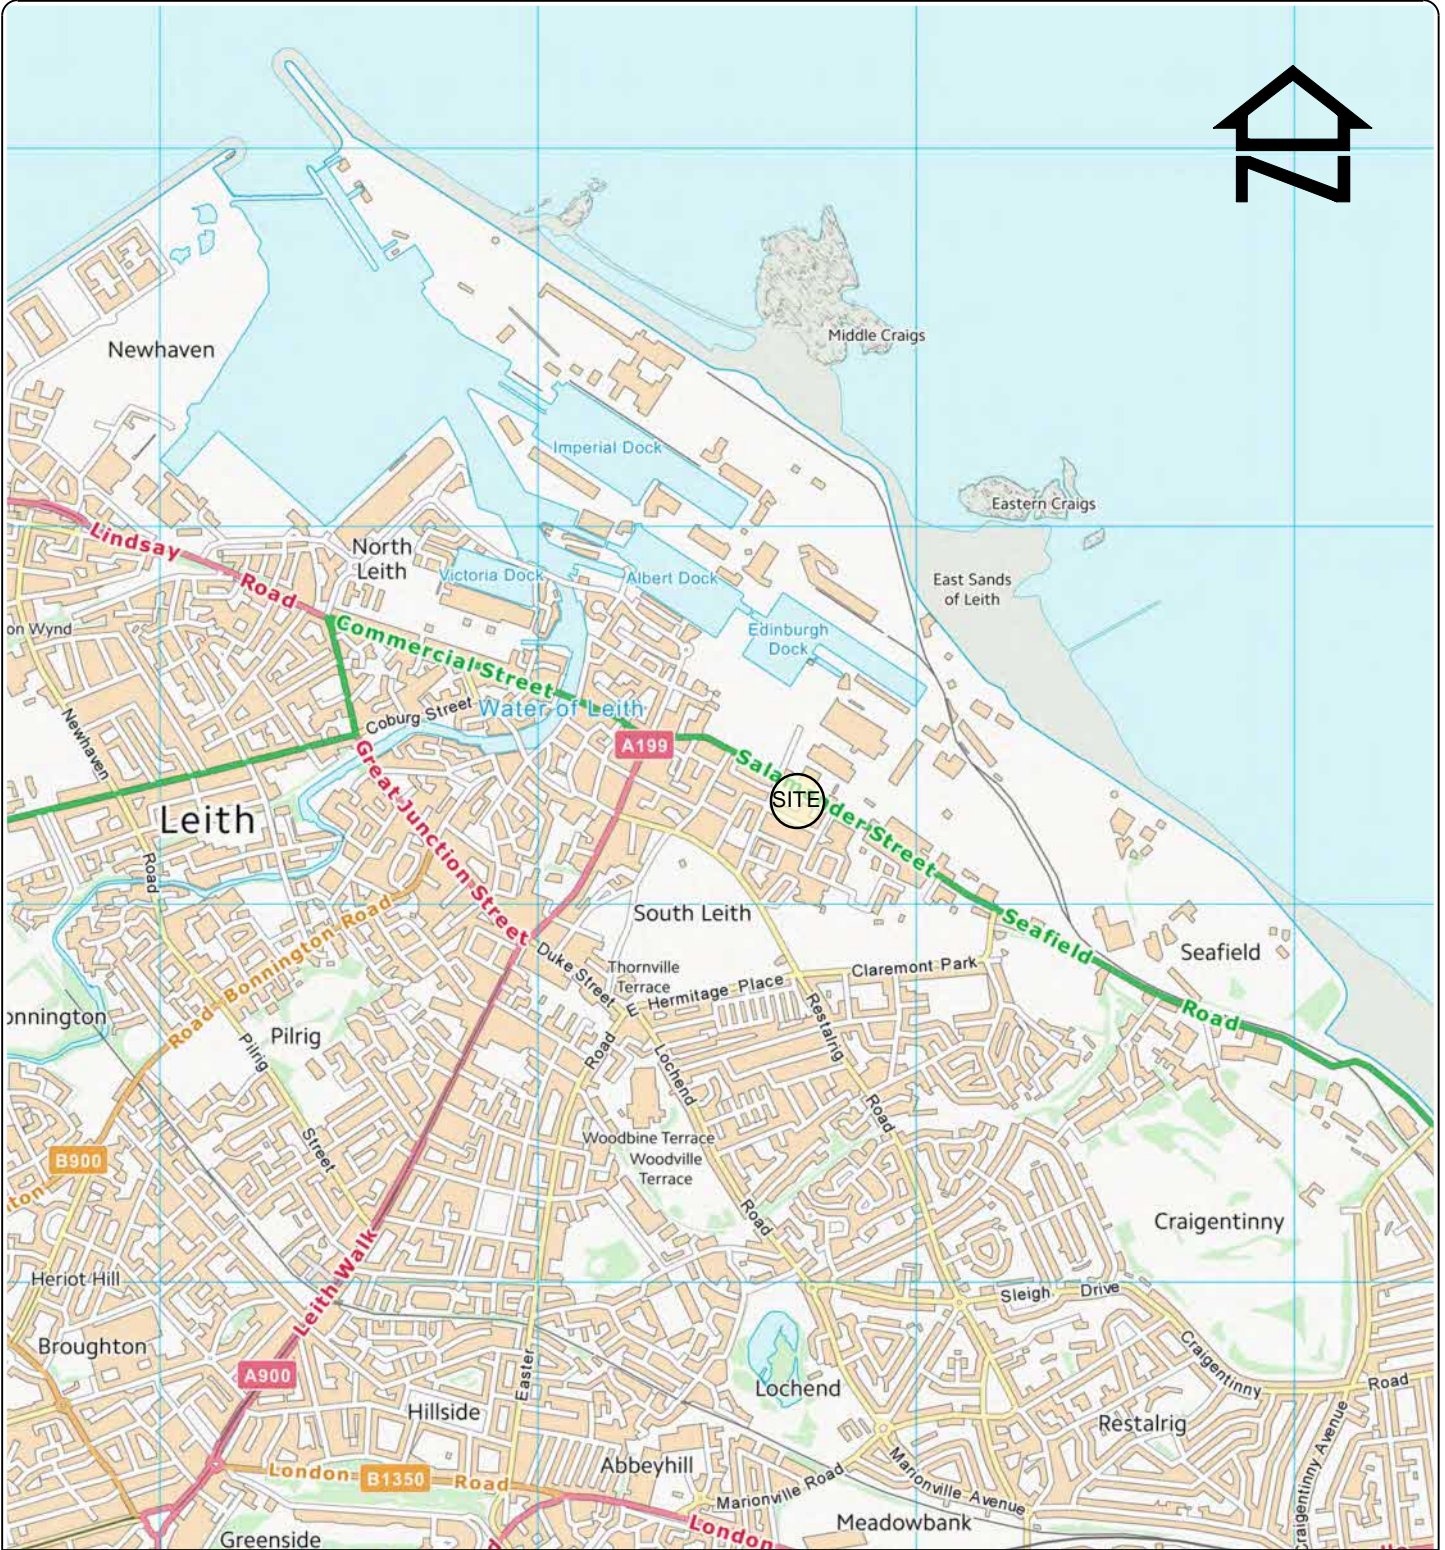 Middle Craigs
Newhaven
Imperial Dock
Eastern Craigs
Lindsay
Road
North
Leith
Victoria Dock
Albert Dock
East Sands
of Leith
on Wynd
Commercial Street
Edinburgh
Dock
Coburg Street
Water of Leith
Newhaven
Road
A199
Salamander Street
SITE
Great Junction Street
Leith
South Leith
Seafield
Road
Seafield
Duke Street
Thornville
Terrace
E Hermitage Place
Claremont Park
Restalrig
Road
onnington
Road
Bonnington Road
Pilrig
Pilrig
Street
Road
Lochend
Road
Woodbine Terrace
Woodville
Terrace
B900
Craigentinny
Leith Walk
Heriot Hill
Sleigh Drive
Broughton
A900
Easter
Lochend
Craigentinny
Road
Hillside
Restalrig
Abbeyhill
London
B1350
Road
Marionville Road
Marionville Avenue
Craigentinny Avenue
Greenside
London
Meadowbank